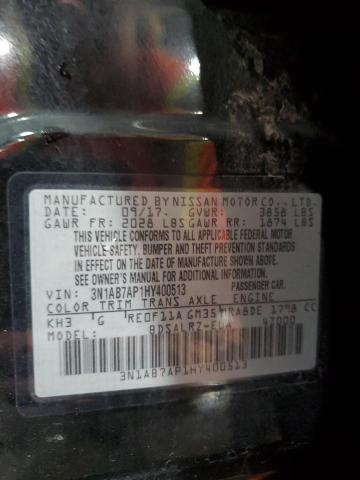 MANUFACTURED BY NISSAN MOTOR CO., LTD.
DATE: 09/17. GVWR: 3858 LBS
GAWR FR: 2028 LBS GAWR RR: 1874 LBS
THIS VEHICLE CONFORMS TO ALL APPLICABLE FEDERAL MOTOR
VEHICLE SAFETY, BUMPER AND THEFT PREVENTION STANDARDS
IN EFFECT ON THE DATE OF MANUFACTURE SHOWN ABOVE.
SEE OWNER'S MANUAL FOR ADDITIONAL INFORMATION.
VIN: 3N1AB7AP1HY400513 PASSENGER CAR.
COLOR TRIM TRANS AXLE ENGINE
KH3 G RE0F11A GM35 MRA8DE 1798 CC
MODEL: 47000
3N1AB7AP1HY400513